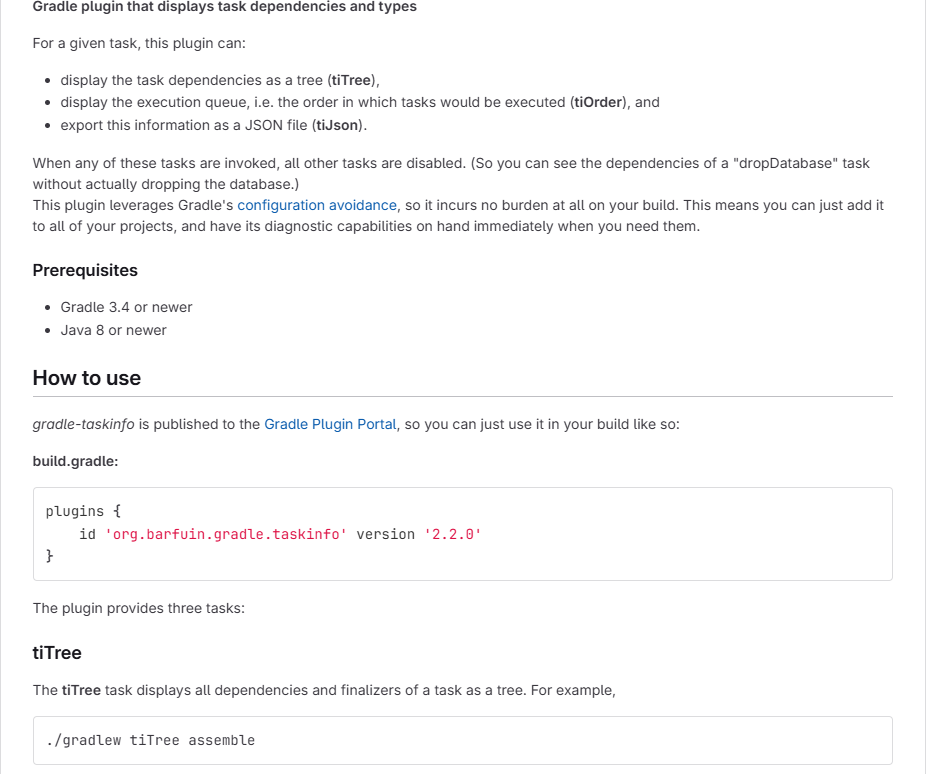 Gradle plugin that displays task dependencies and types
For a given task, this plugin can:
• display the task dependencies as a tree (tiTree),
• display the execution queue, i.e. the order in which tasks would be executed (tiOrder), and
• export this information as a JSON file (tiJson).
When any of these tasks are invoked, all other tasks are disabled. (So you can see the dependencies of a "dropDatabase" task
without actually dropping the database.)
This plugin leverages Gradle's configuration avoidance, so it incurs no burden at all on your build. This means you can just add it
to all of your projects, and have its diagnostic capabilities on hand immediately when you need them.
Prerequisites
• Gradle 3.4 or newer
• Java 8 or newer
How to use
gradle-taskinfo is published to the Gradle Plugin Portal, so you can just use it in your build like so:
build.gradle:
plugins {
    id 'org.barfuin.gradle.taskinfo' version '2.2.0'
}
The plugin provides three tasks:
tiTree
The tiTree task displays all dependencies and finalizers of a task as a tree. For example,
./gradlew tiTree assemble